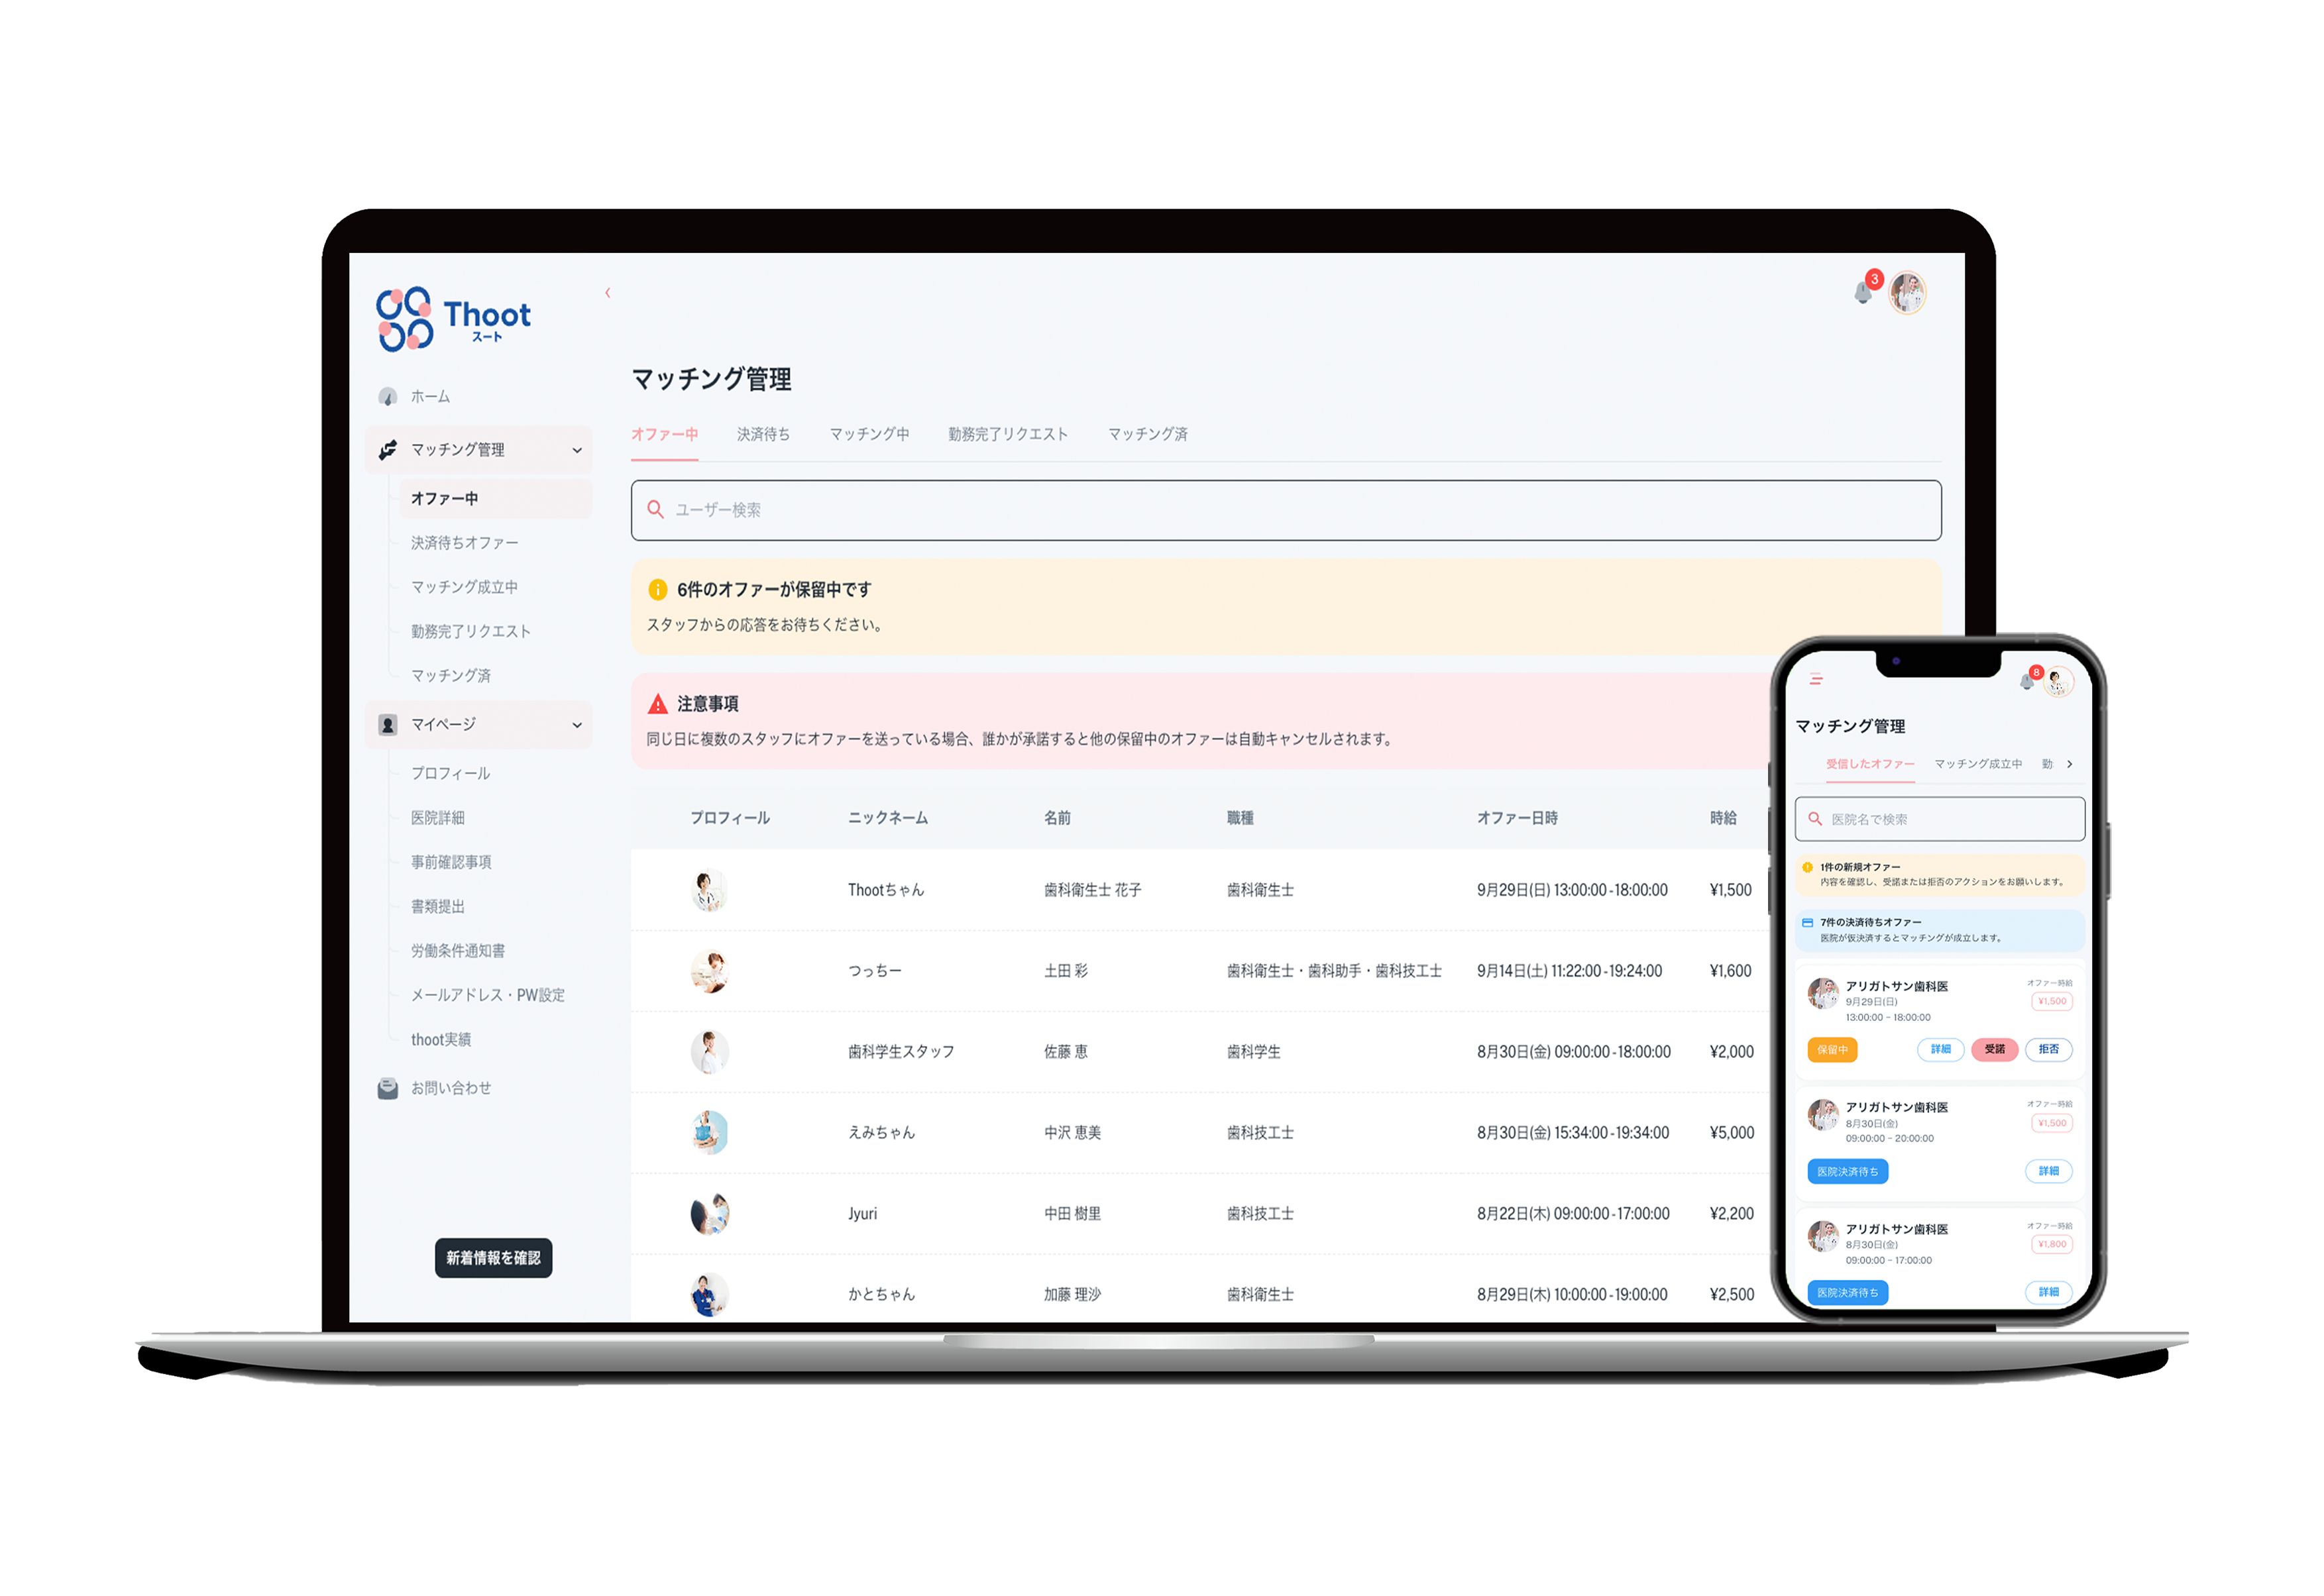 Thoot
スート
3
ホーム
マッチング管理
オファー中
決済待ちオファー
マッチング成立中
勤務完了リクエスト
マッチング済
マイページ
プロフィール
医院詳細
事前確認事項
書類提出
労働条件通知書
メールアドレス・PW設定
thoot実績
お問い合わせ
新着情報を確認
マッチング管理
オファー中 決済待ち マッチング中 勤務完了リクエスト マッチング済
ユーザー検索
6件のオファーが保留中です
スタッフからの応答をお待ちください。
注意事項
同じ日に複数のスタッフにオファーを送っている場合、誰かが承諾すると他の保留中のオファーは自動キャンセルされます。
プロフィール ニックネーム 名前 職種 オファー日時 時給
Thootちゃん 歯科衛生士 花子 歯科衛生士 9月29日(日) 13:00:00-18:00:00 ¥1,500
つっちー 土田 彩 歯科衛生士・歯科助手・歯科技工士 9月14日(土) 11:22:00-19:24:00 ¥1,600
歯科学生スタッフ 佐藤 恵 歯科学生 8月30日(金) 09:00:00-18:00:00 ¥2,000
えみちゃん 中沢 恵美 歯科技工士 8月30日(金) 15:34:00-19:34:00 ¥5,000
Jyuri 中田 樹里 歯科技工士 8月22日(木) 09:00:00-17:00:00 ¥2,200
かとちゃん 加藤 理沙 歯科衛生士 8月29日(木) 10:00:00-19:00:00 ¥2,500
8
マッチング管理
受信したオファー マッチング成立中 勤
医院名で検索
1件の新規オファー
内容を確認し、受諾または拒否のアクションをお願いします。
7件の決済待ちオファー
医院が仮決済するとマッチングが成立します。
アリガトサン歯科医 オファー時給
9月29日(日) ¥1,500
13:00:00 - 18:00:00
保留中 詳細 受諾 拒否
アリガトサン歯科医 オファー時給
8月30日(金) ¥1,500
09:00:00 - 20:00:00
医院決済待ち 詳細
アリガトサン歯科医 オファー時給
8月30日(金) ¥1,800
09:00:00 - 17:00:00
医院決済待ち 詳細